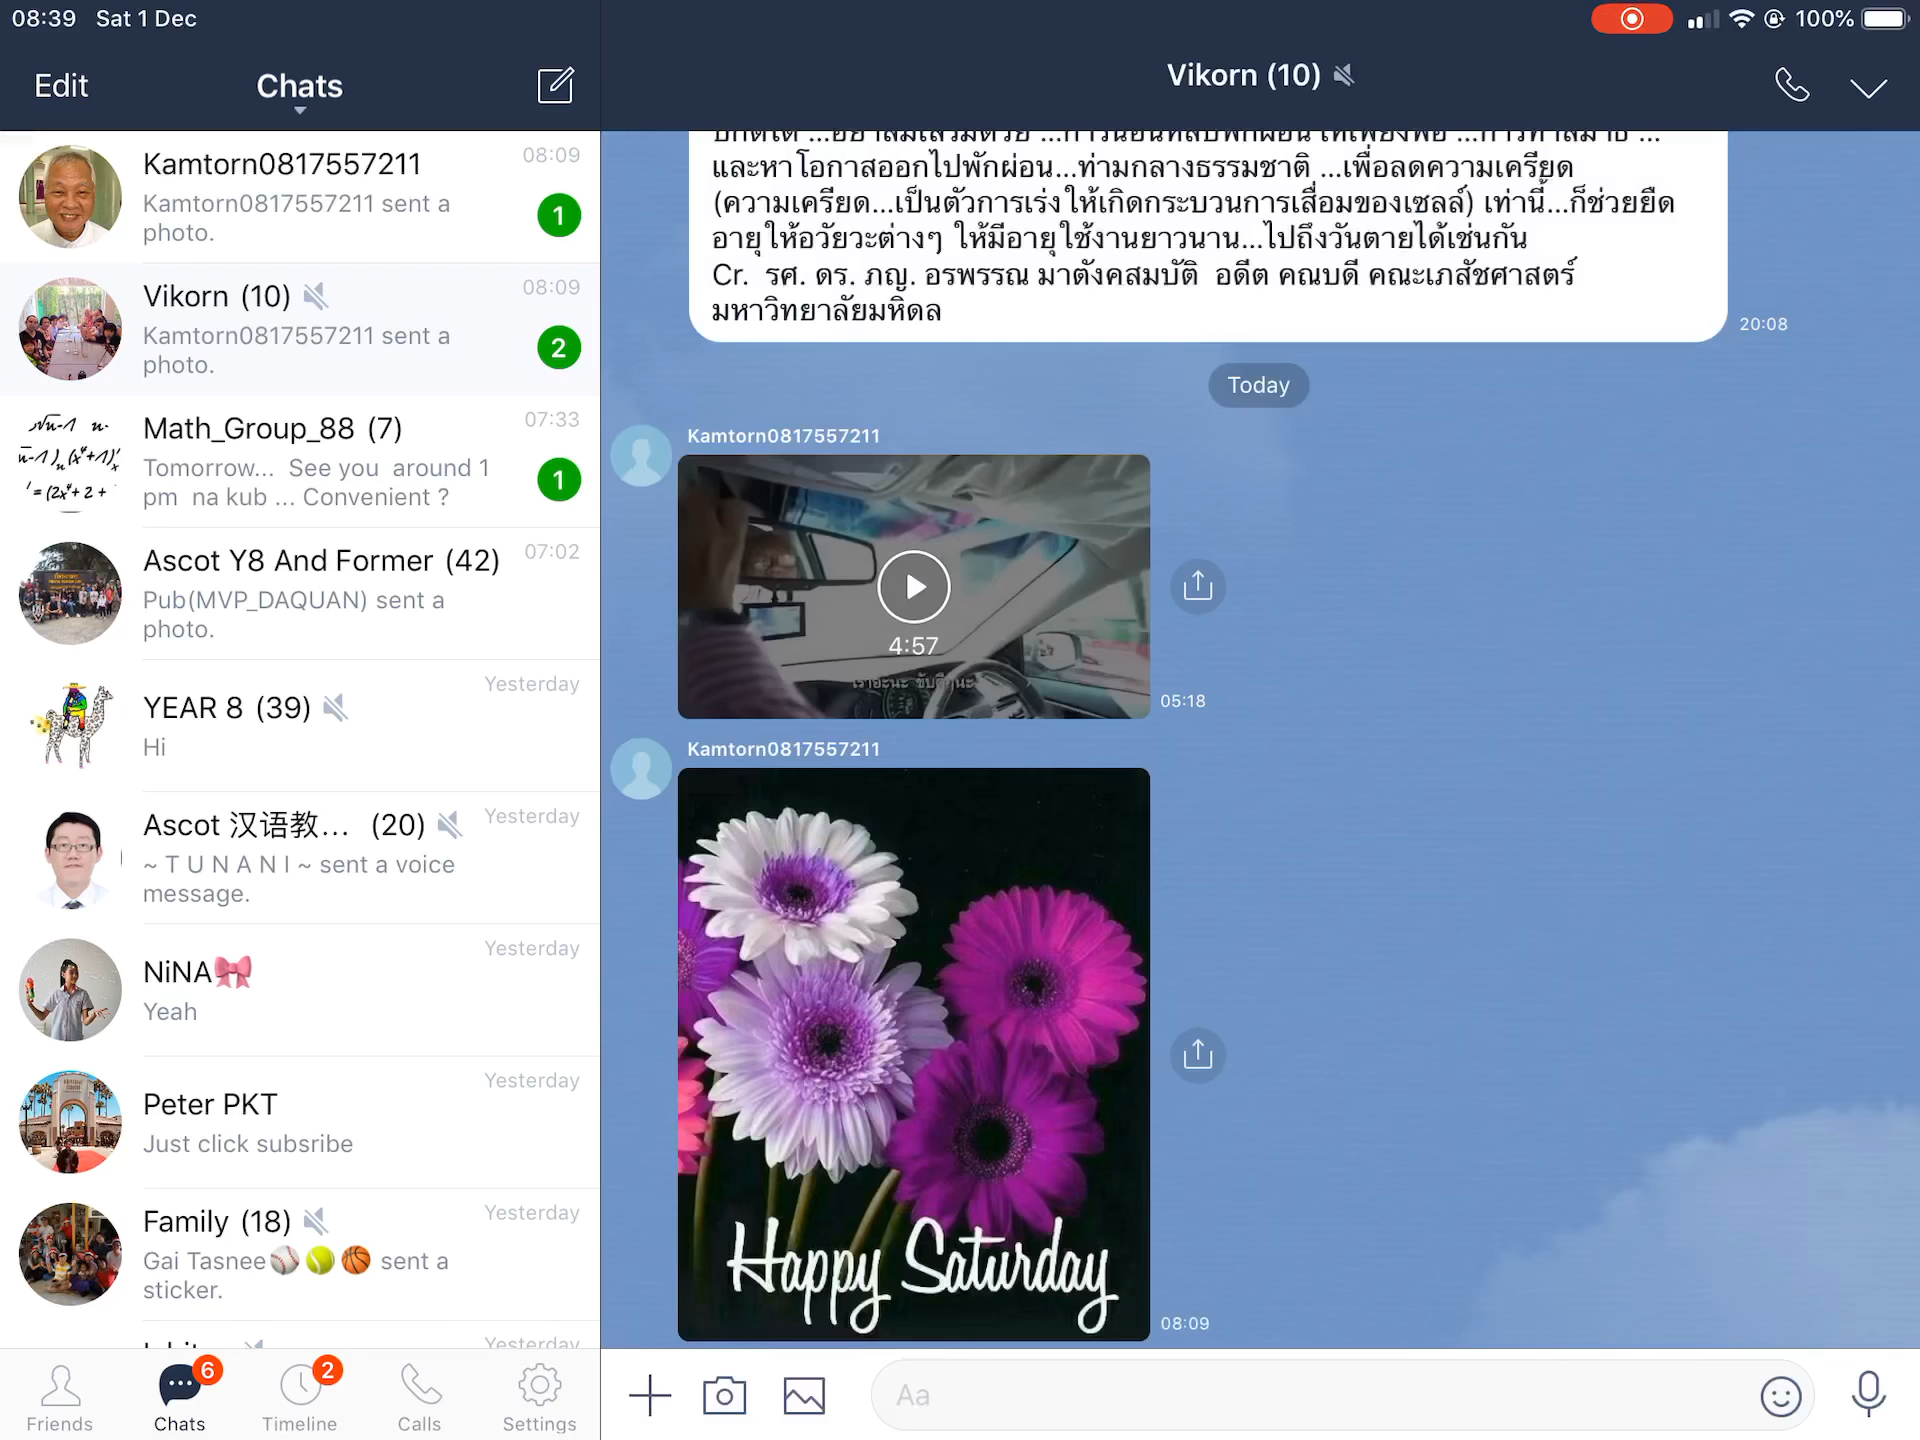 08:39 Sat 1 Dec
100%
Edit
Chats
Kamtorn0817557211
08:09
Kamtorn0817557211 sent a
photo.
1
Vikorn (10)
08:09
Kamtorn0817557211 sent a
photo.
2
Math_Group_88 (7)
07:33
Tomorrow... See you around 1
pm na kub ... Convenient ?
1
Ascot Y8 And Former (42)
07:02
Pub(MVP_DAQUAN) sent a
photo.
YEAR 8 (39)
Yesterday
Hi
Ascot 汉语教... (20)
Yesterday
~ T U N A N I ~ sent a voice
message.
NiNA🎀
Yesterday
Yeah
Peter PKT
Yesterday
Just click subsribe
Family (18)
Yesterday
Gai Tasnee⚾🎾🏀 sent a
sticker.
Yesterday
Friends
6
Chats
2
Timeline
Calls
Settings
Vikorn (10)
และหาโอกาสออกไปพักผ่อน...ท่ามกลางธรรมชาติ ...เพื่อลดความเครียด
(ความเครียด...เป็นตัวการเร่งให้เกิดกระบวนการเสื่อมของเซลล์) เท่านี้...ก็ช่วยยืด
อายุให้อวัยวะต่างๆ ให้มีอายุใช้งานยาวนาน...ไปถึงวันตายได้เช่นกัน
Cr. รศ. ดร. ภญ. อรพรรณ มาตังคสมบัติ อดีต คณบดี คณะเภสัชศาสตร์
มหาวิทยาลัยมหิดล
20:08
Today
Kamtorn0817557211
4:57
05:18
Kamtorn0817557211
Happy Saturday
08:09
Aa